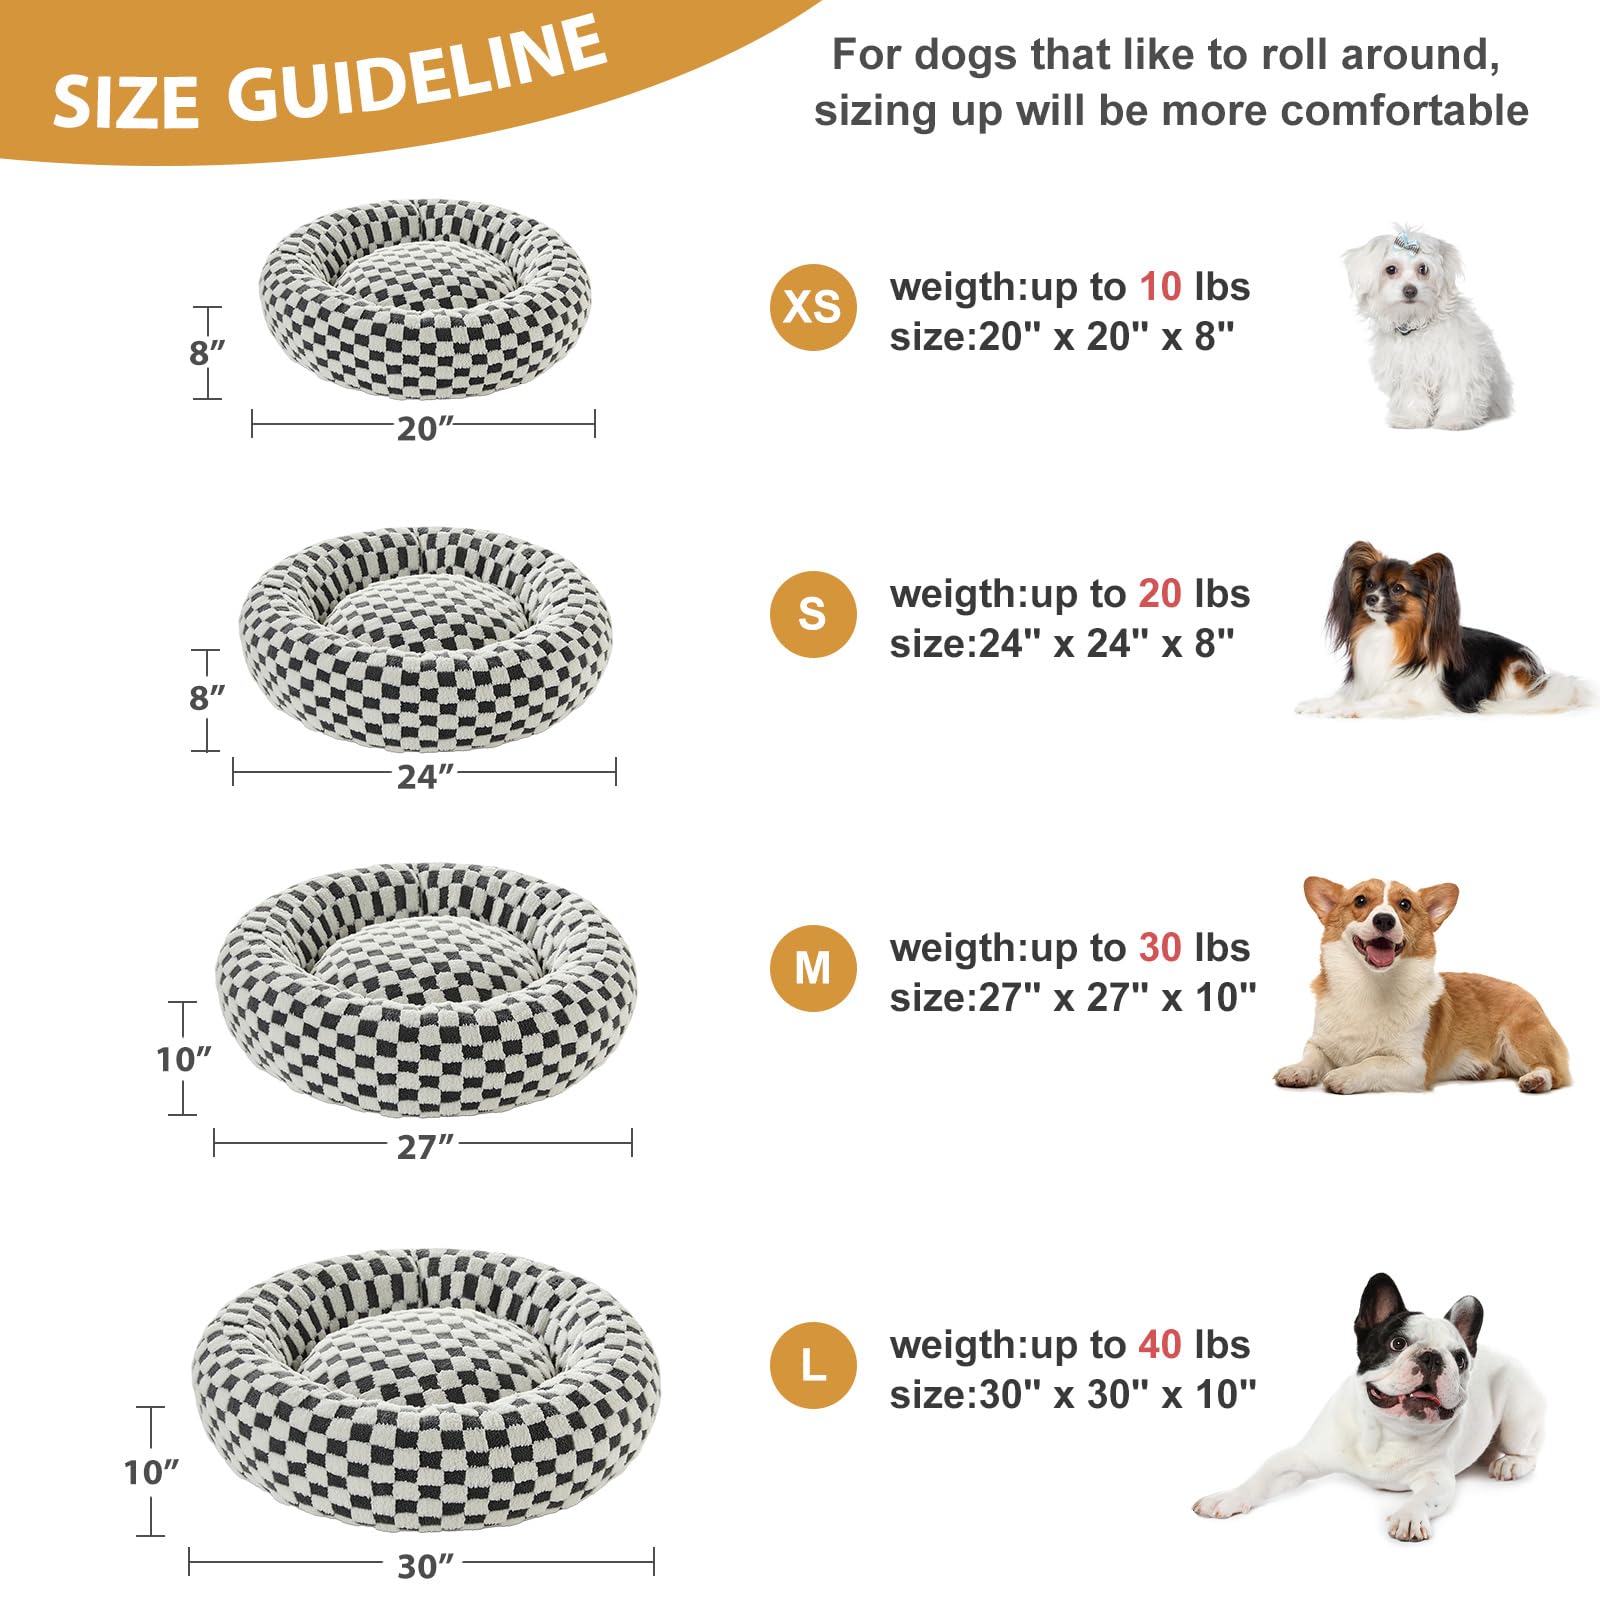 SIZE GUIDELINE
For dogs that like to roll around,
sizing up will be more comfortable
8”
20”
XS
weigth:up to 10 lbs
size:20" x 20" x 8"
8”
24”
S
weigth:up to 20 lbs
size:24" x 24" x 8"
10”
27”
M
weigth:up to 30 lbs
size:27" x 27" x 10"
10”
30”
L
weigth:up to 40 lbs
size:30" x 30" x 10"